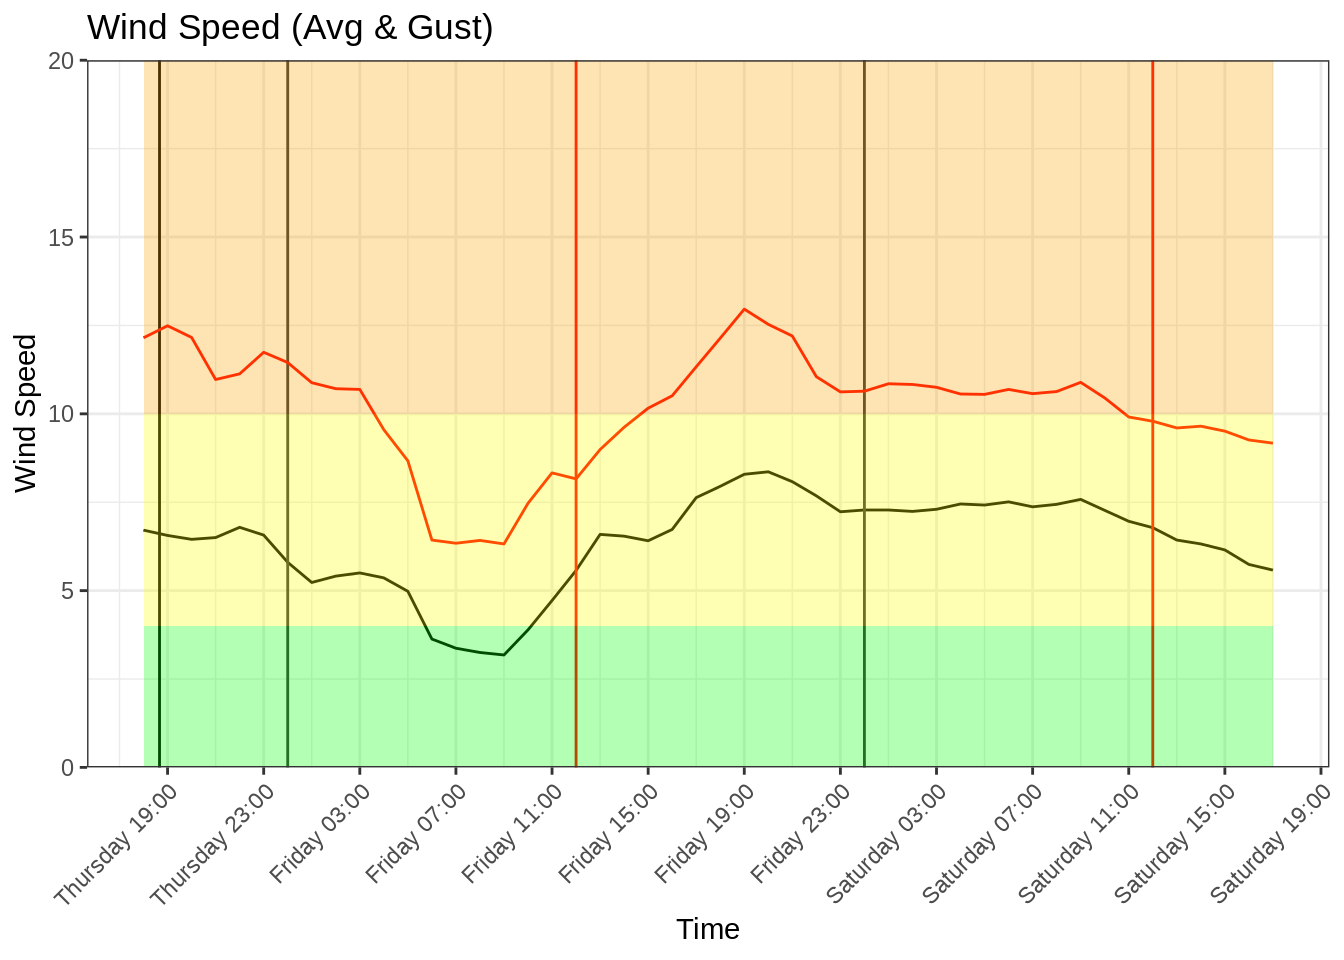 Wind Speed (Avg & Gust)
20
15
10
5
0
Wind Speed
Thursday 19:00
Thursday 23:00
Friday 03:00
Friday 07:00
Friday 11:00
Friday 15:00
Friday 19:00
Friday 23:00
Saturday 03:00
Saturday 07:00
Saturday 11:00
Saturday 15:00
Saturday 19:00
Time